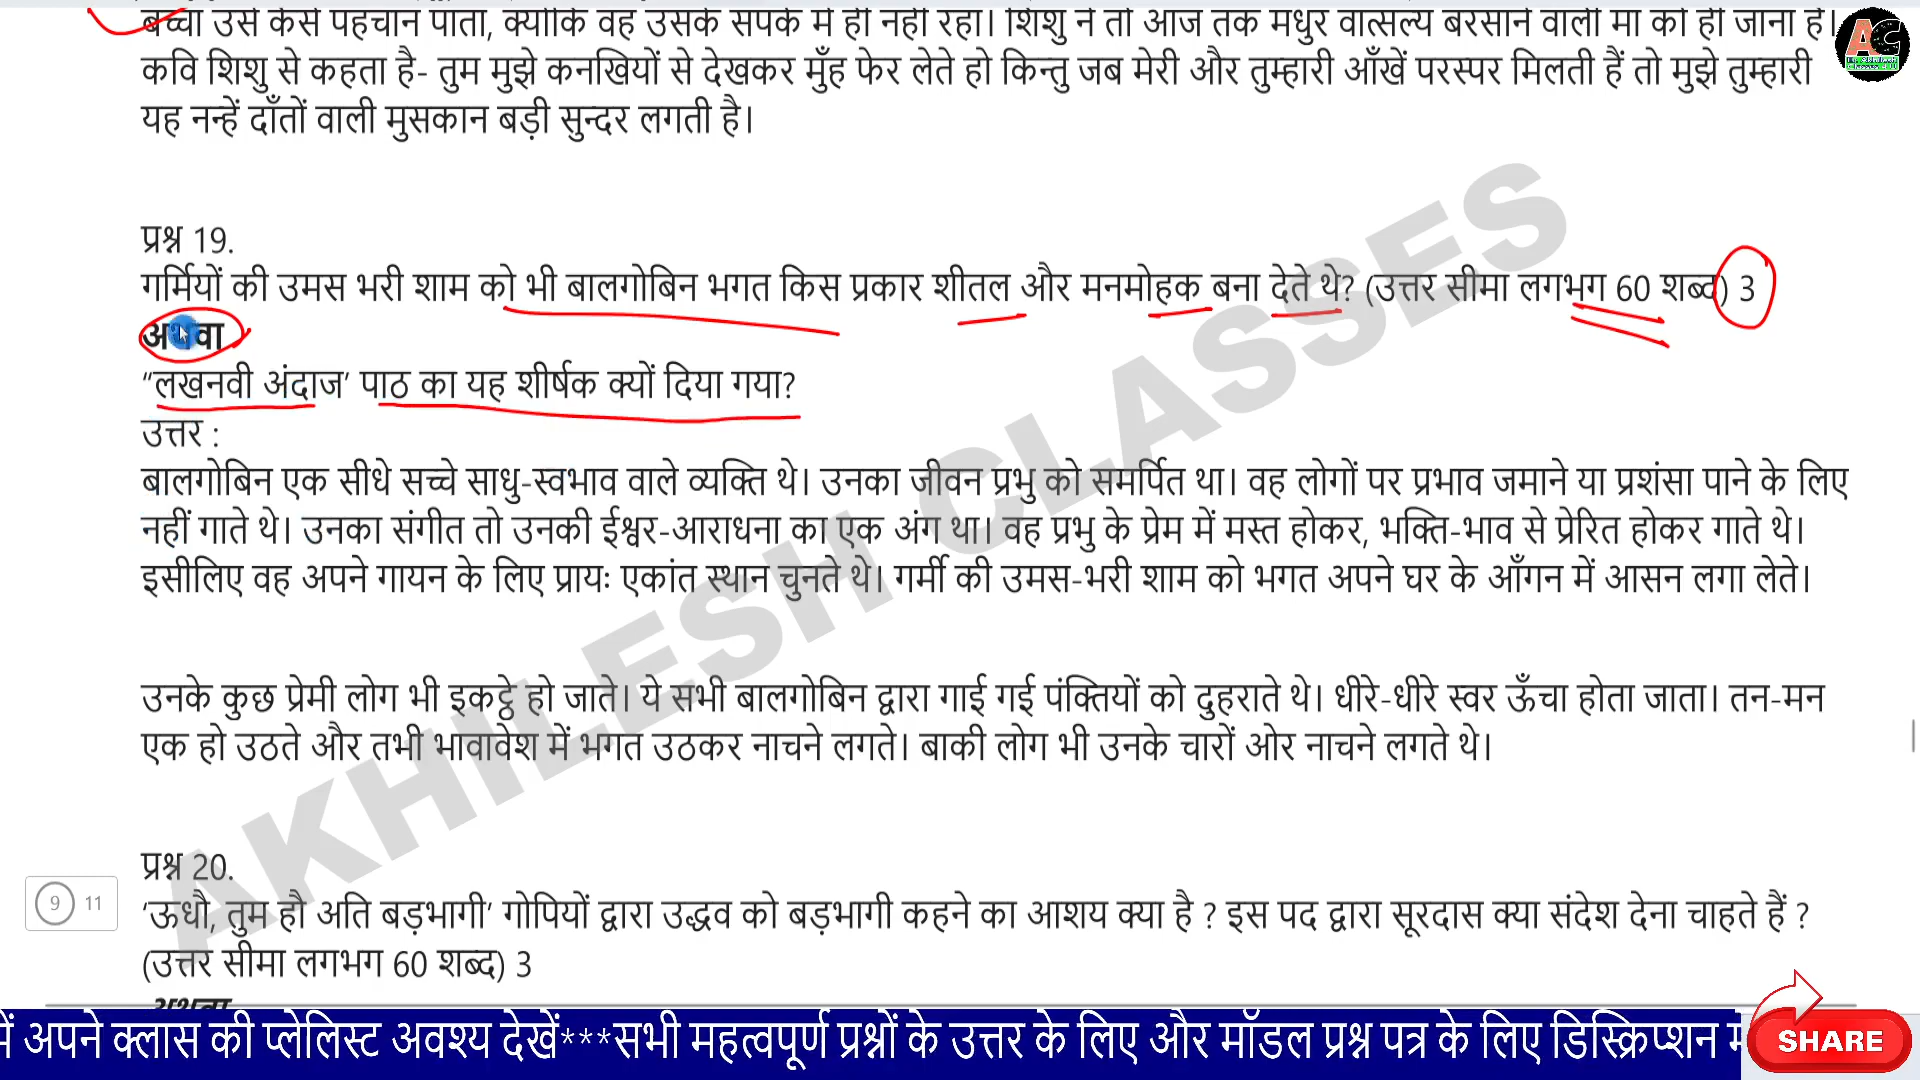 बच्चा उसे कैसे पहचान पाता, क्योंकि वह उसके संपर्क में ही नहीं रहा। शिशु ने तो आज तक मधुर वात्सल्य बरसाने वाली माँ को ही जाना है।
कवि शिशु से कहता है- तुम मुझे कनखियों से देखकर मुँह फेर लेते हो किन्तु जब मेरी और तुम्हारी आँखें परस्पर मिलती हैं तो मुझे तुम्हारी
यह नन्हें दाँतों वाली मुसकान बड़ी सुन्दर लगती है।
प्रश्न 19.
गर्मियों की उमस भरी शाम को भी बालगोबिन भगत किस प्रकार शीतल और मनमोहक बना देते थे? (उत्तर सीमा लगभग 60 शब्द) 3
अथवा
“लखनवी अंदाज’ पाठ का यह शीर्षक क्यों दिया गया?
उत्तर :
बालगोबिन एक सीधे सच्चे साधु-स्वभाव वाले व्यक्ति थे। उनका जीवन प्रभु को समर्पित था। वह लोगों पर प्रभाव जमाने या प्रशंसा पाने के लिए
नहीं गाते थे। उनका संगीत तो उनकी ईश्वर-आराधना का एक अंग था। वह प्रभु के प्रेम में मस्त होकर, भक्ति-भाव से प्रेरित होकर गाते थे।
इसीलिए वह अपने गायन के लिए प्रायः एकांत स्थान चुनते थे। गर्मी की उमस-भरी शाम को भगत अपने घर के आँगन में आसन लगा लेते।
उनके कुछ प्रेमी लोग भी इकट्ठे हो जाते। ये सभी बालगोबिन द्वारा गाई गई पंक्तियों को दुहराते थे। धीरे-धीरे स्वर ऊँचा होता जाता। तन-मन
एक हो उठते और तभी भावावेश में भगत उठकर नाचने लगते। बाकी लोग भी उनके चारों ओर नाचने लगते थे।
AKHILESH CLASSES
प्रश्न 20.
‘ऊधौ, तुम हौ अति बड़भागी’ गोपियों द्वारा उद्धव को बड़भागी कहने का आशय क्या है ? इस पद द्वारा सूरदास क्या संदेश देना चाहते हैं ?
(उत्तर सीमा लगभग 60 शब्द) 3
अथवा
9 11
में अपने क्लास की प्लेलिस्ट अवश्य देखें***सभी महत्वपूर्ण प्रश्नों के उत्तर के लिए और मॉडल प्रश्न पत्र के लिए डिस्क्रिप्शन
SHARE
AC